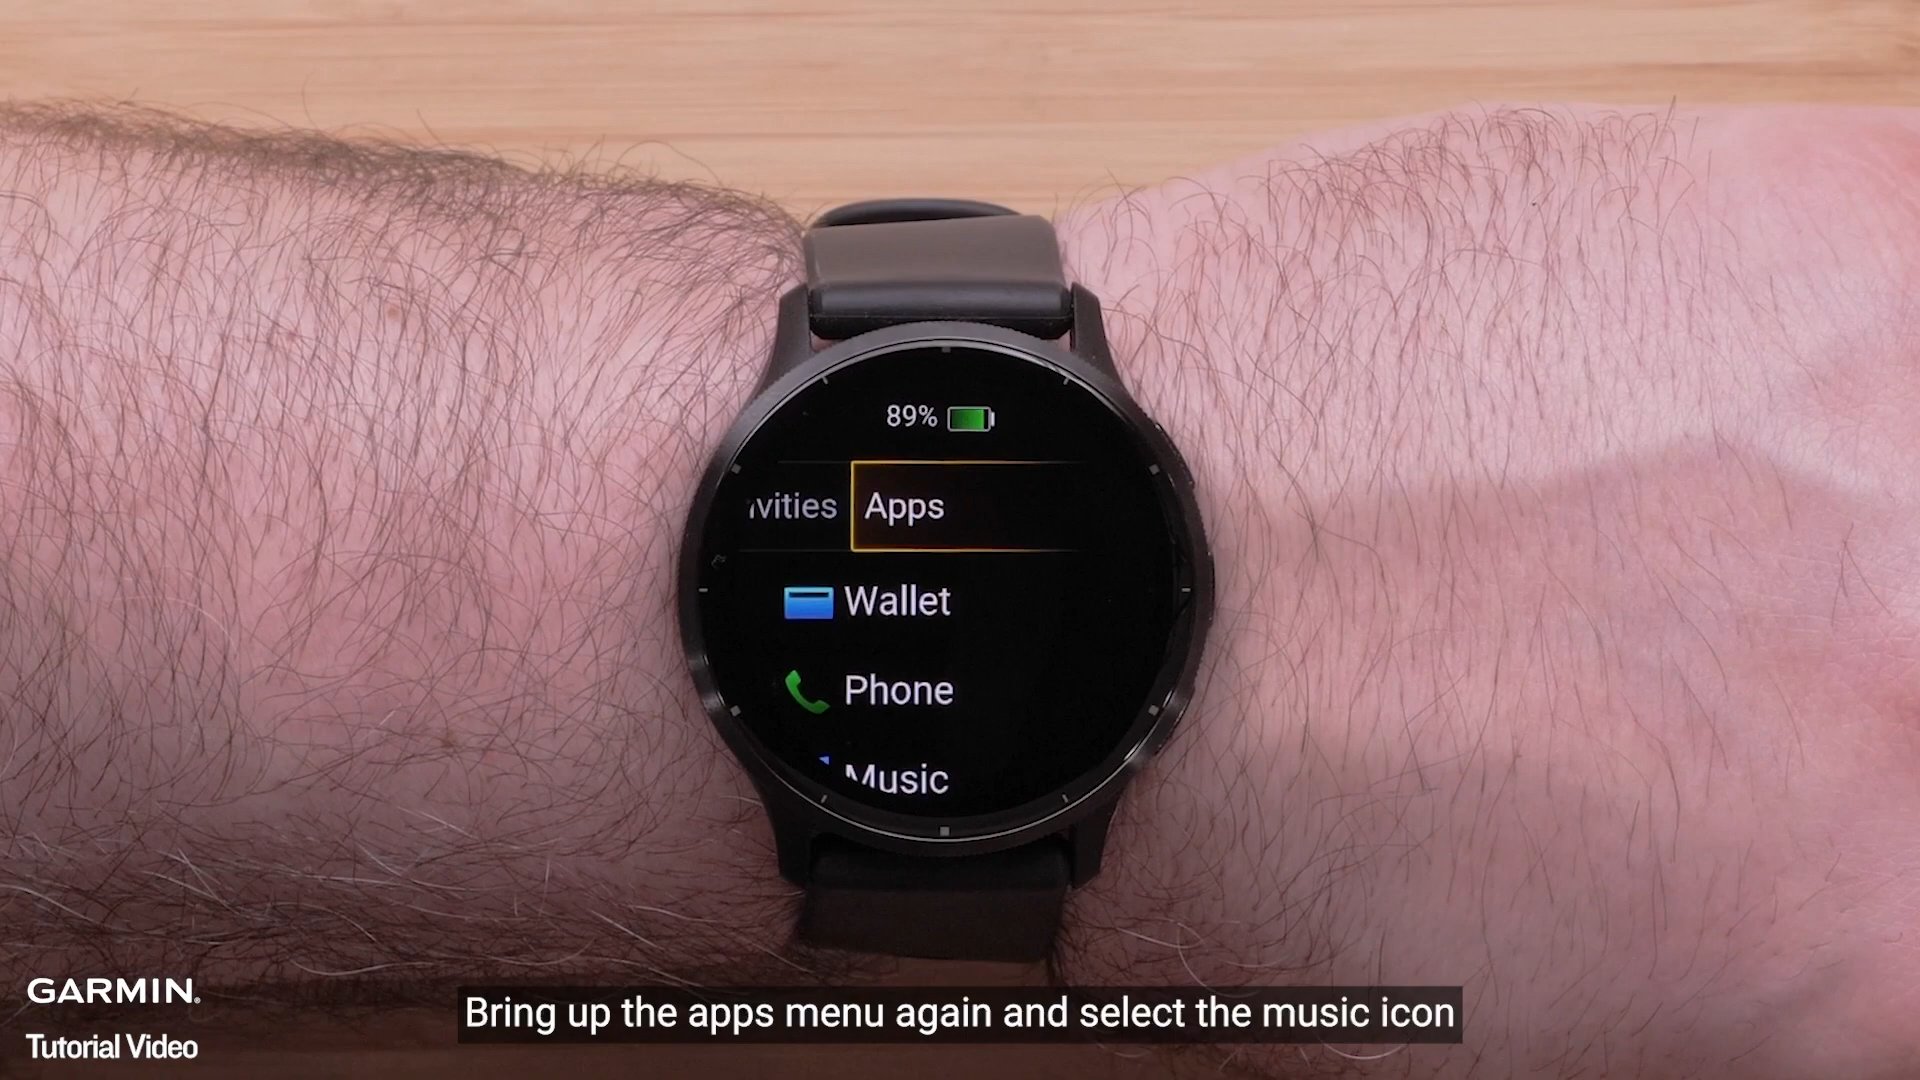 89%
ivities Apps
Wallet
Phone
Music
GARMIN.
Tutorial Video
Bring up the apps menu again and select the music icon